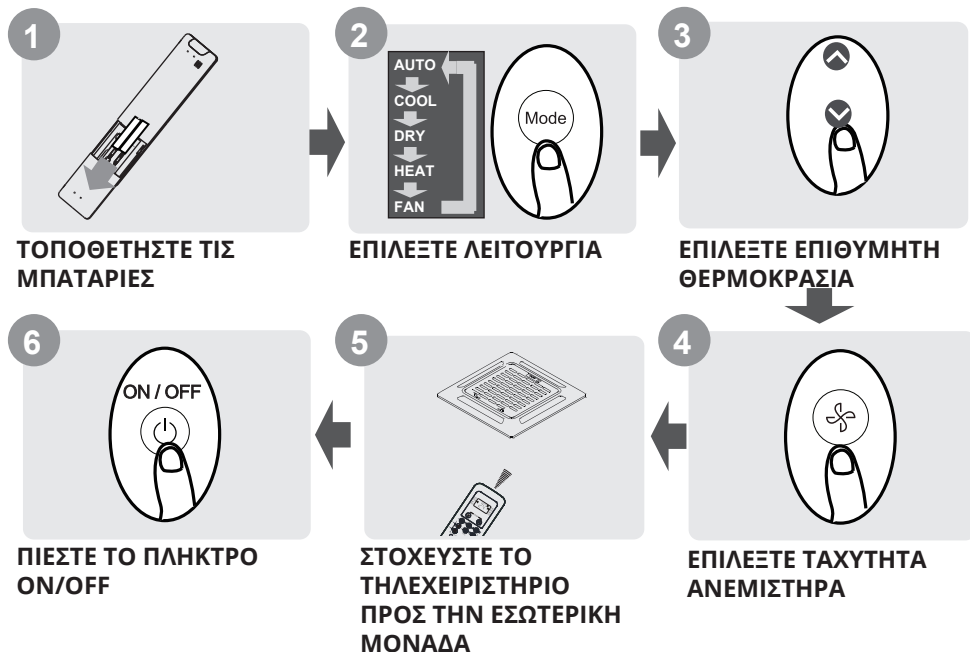 1
ΤΟΠΟΘΕΤΗΣΤΕ ΤΙΣ
ΜΠΑΤΑΡΙΕΣ
2
AUTO
COOL
DRY
HEAT
FAN
Mode
ΕΠΙΛΕΞΤΕ ΛΕΙΤΟΥΡΓΙΑ
3
ΕΠΙΛΕΞΤΕ ΕΠΙΘΥΜΗΤΗ
ΘΕΡΜΟΚΡΑΣΙΑ
4
ΕΠΙΛΕΞΤΕ ΤΑΧΥΤΗΤΑ
ΑΝΕΜΙΣΤΗΡΑ
5
ΣΤΟΧΕΥΣΤΕ ΤΟ
ΤΗΛΕΧΕΙΡΙΣΤΗΡΙΟ
ΠΡΟΣ ΤΗΝ ΕΣΩΤΕΡΙΚΗ
ΜΟΝΑΔΑ
6
ON / OFF
ΠΙΕΣΤΕ ΤΟ ΠΛΗΚΤΡΟ
ON/OFF